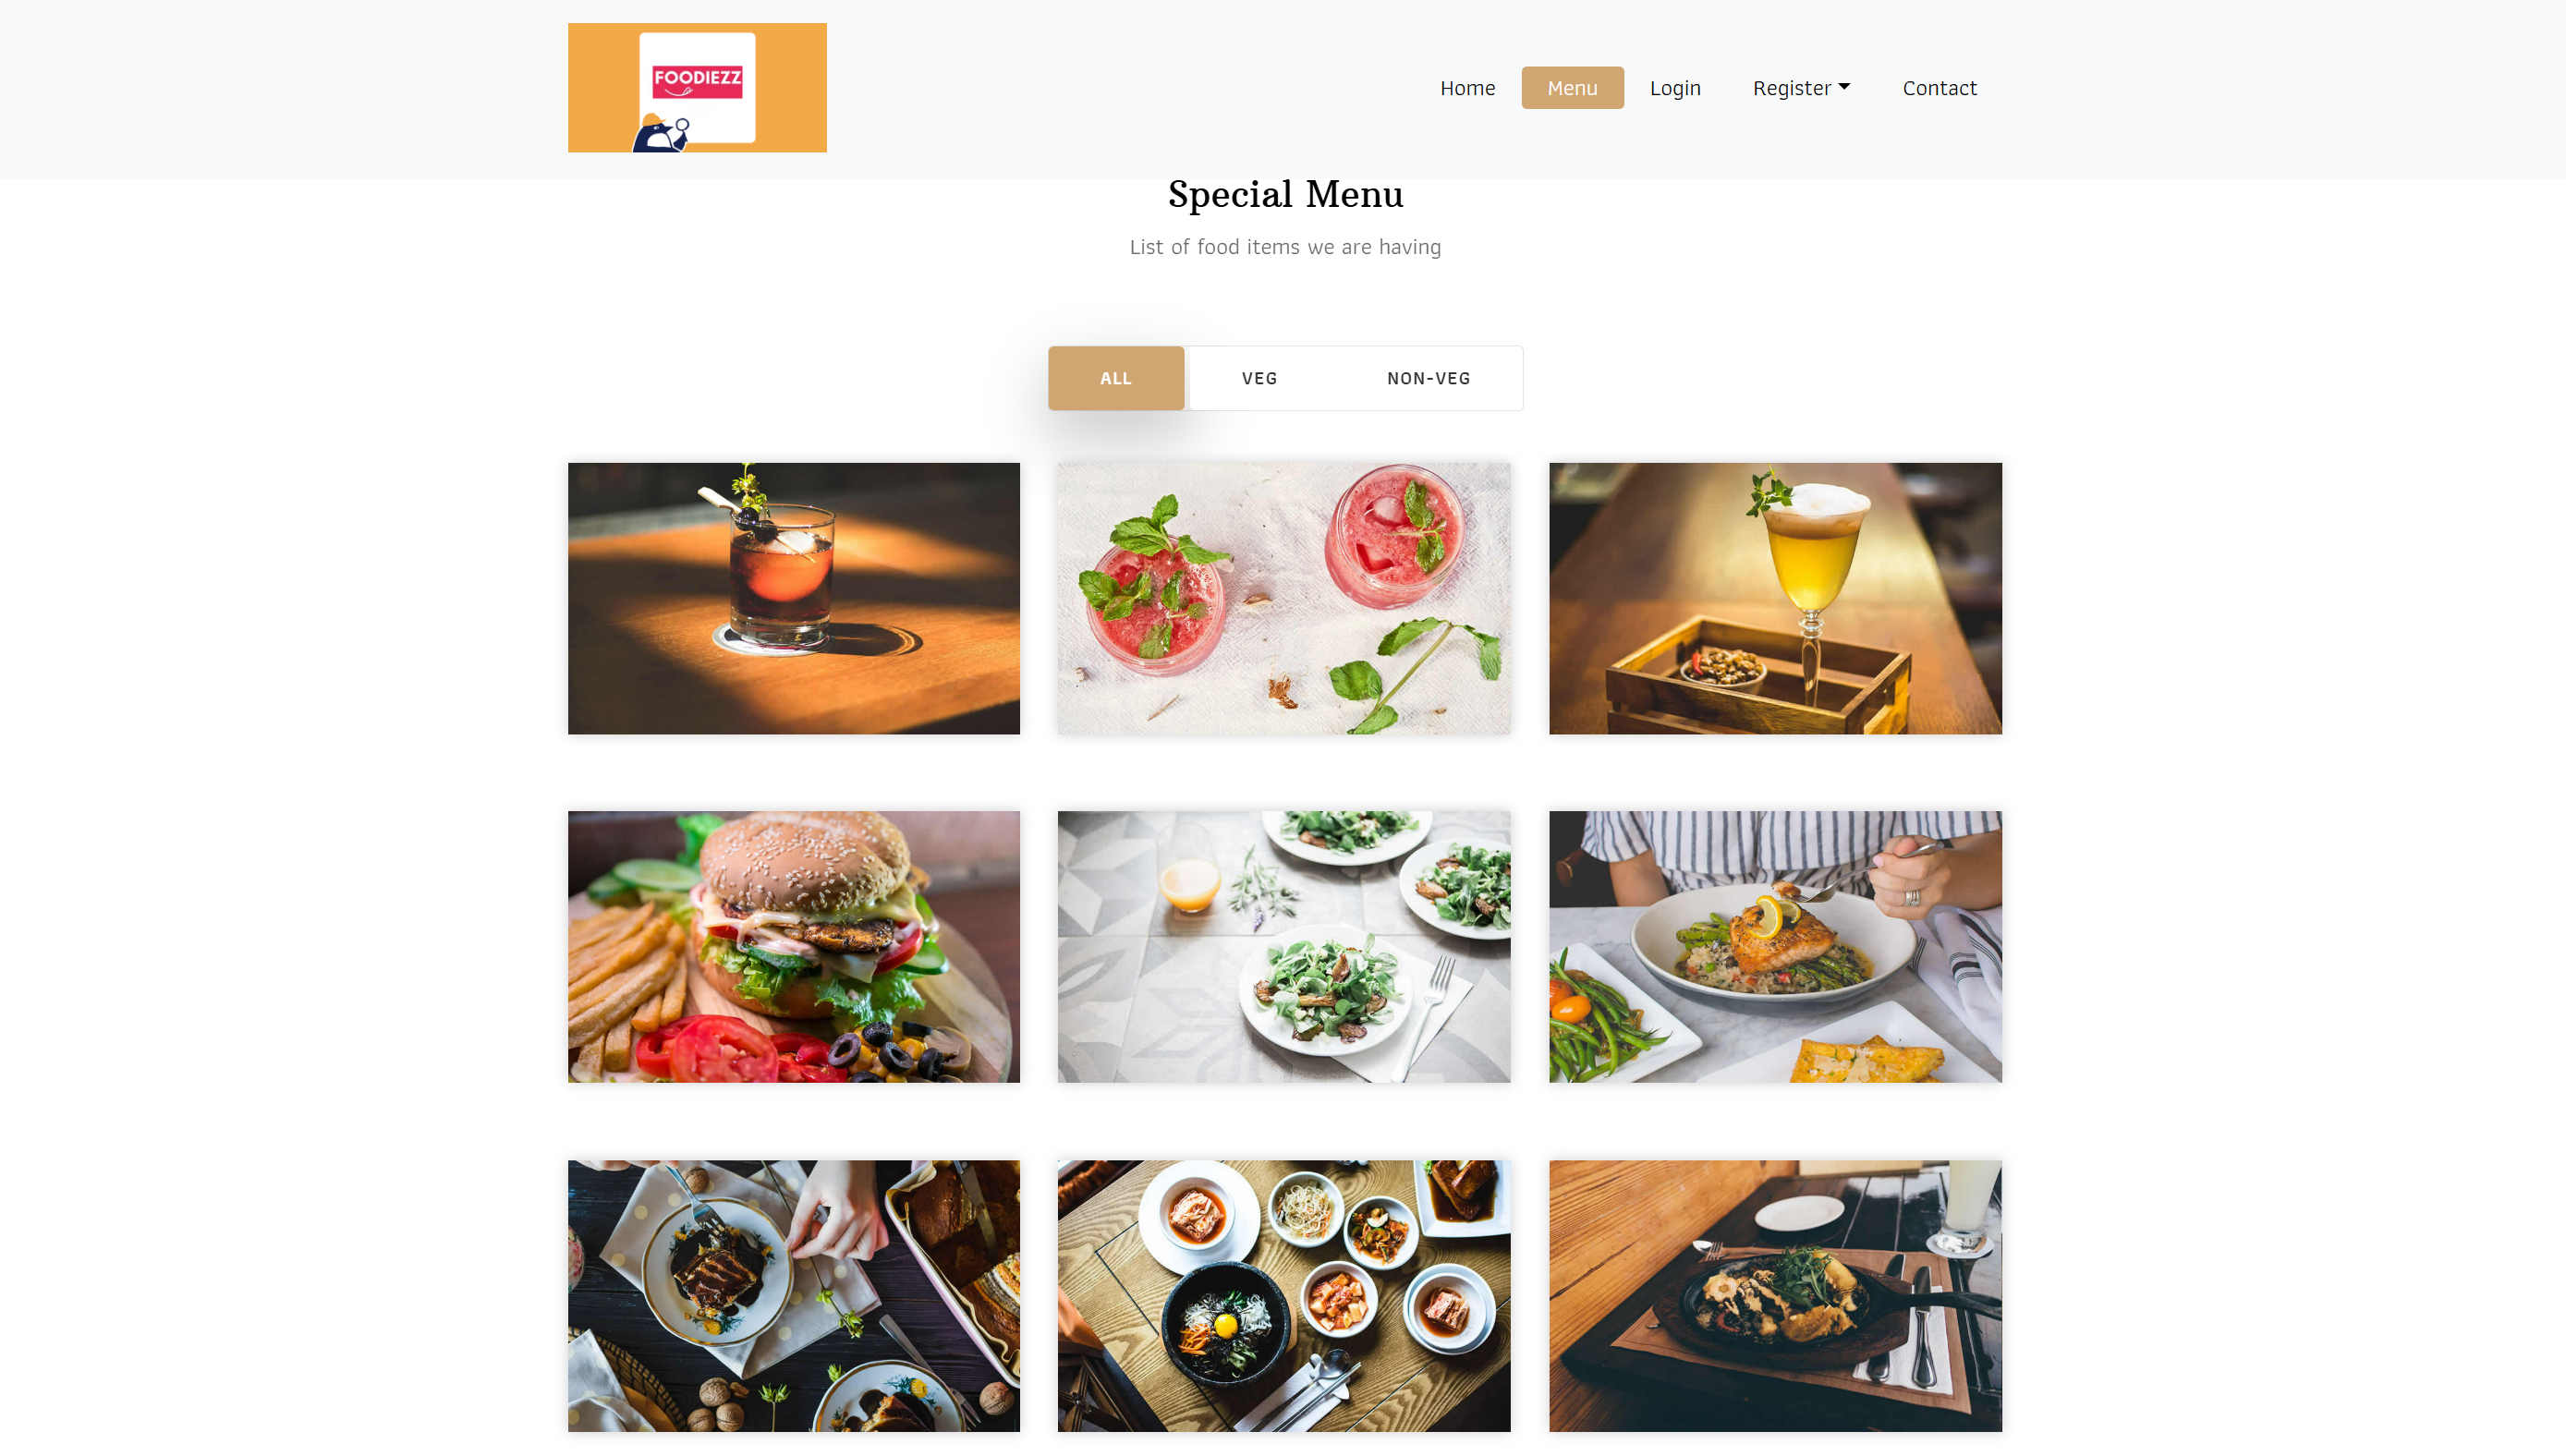 FOODIEZZ
Home Menu Login Register Contact
Special Menu
List of food items we are having
ALL VEG NON-VEG